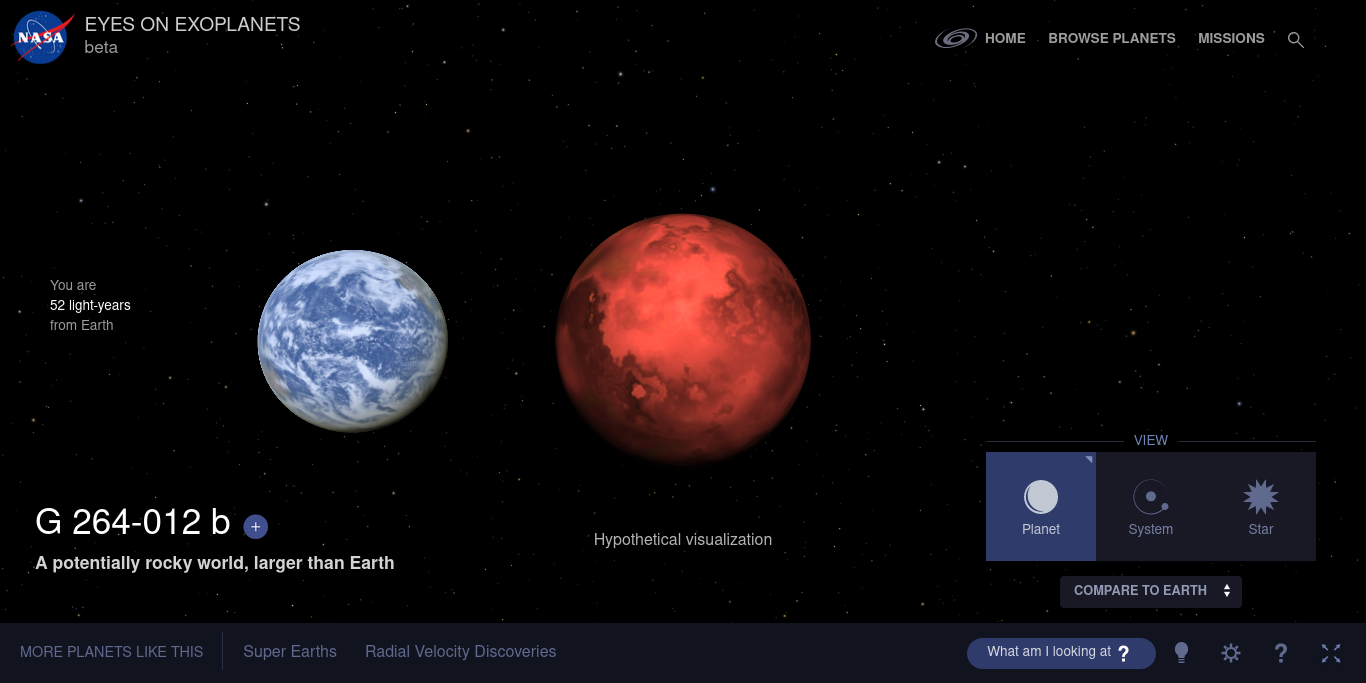 NASA
EYES ON EXOPLANETS
beta
HOME
BROWSE PLANETS
MISSIONS
You are
52 light-years
from Earth
VIEW
Planet
System
Star
COMPARE TO EARTH
G 264-012 b +
A potentially rocky world, larger than Earth
Hypothetical visualization
MORE PLANETS LIKE THIS
Super Earths
Radial Velocity Discoveries
What am I looking at ?
?